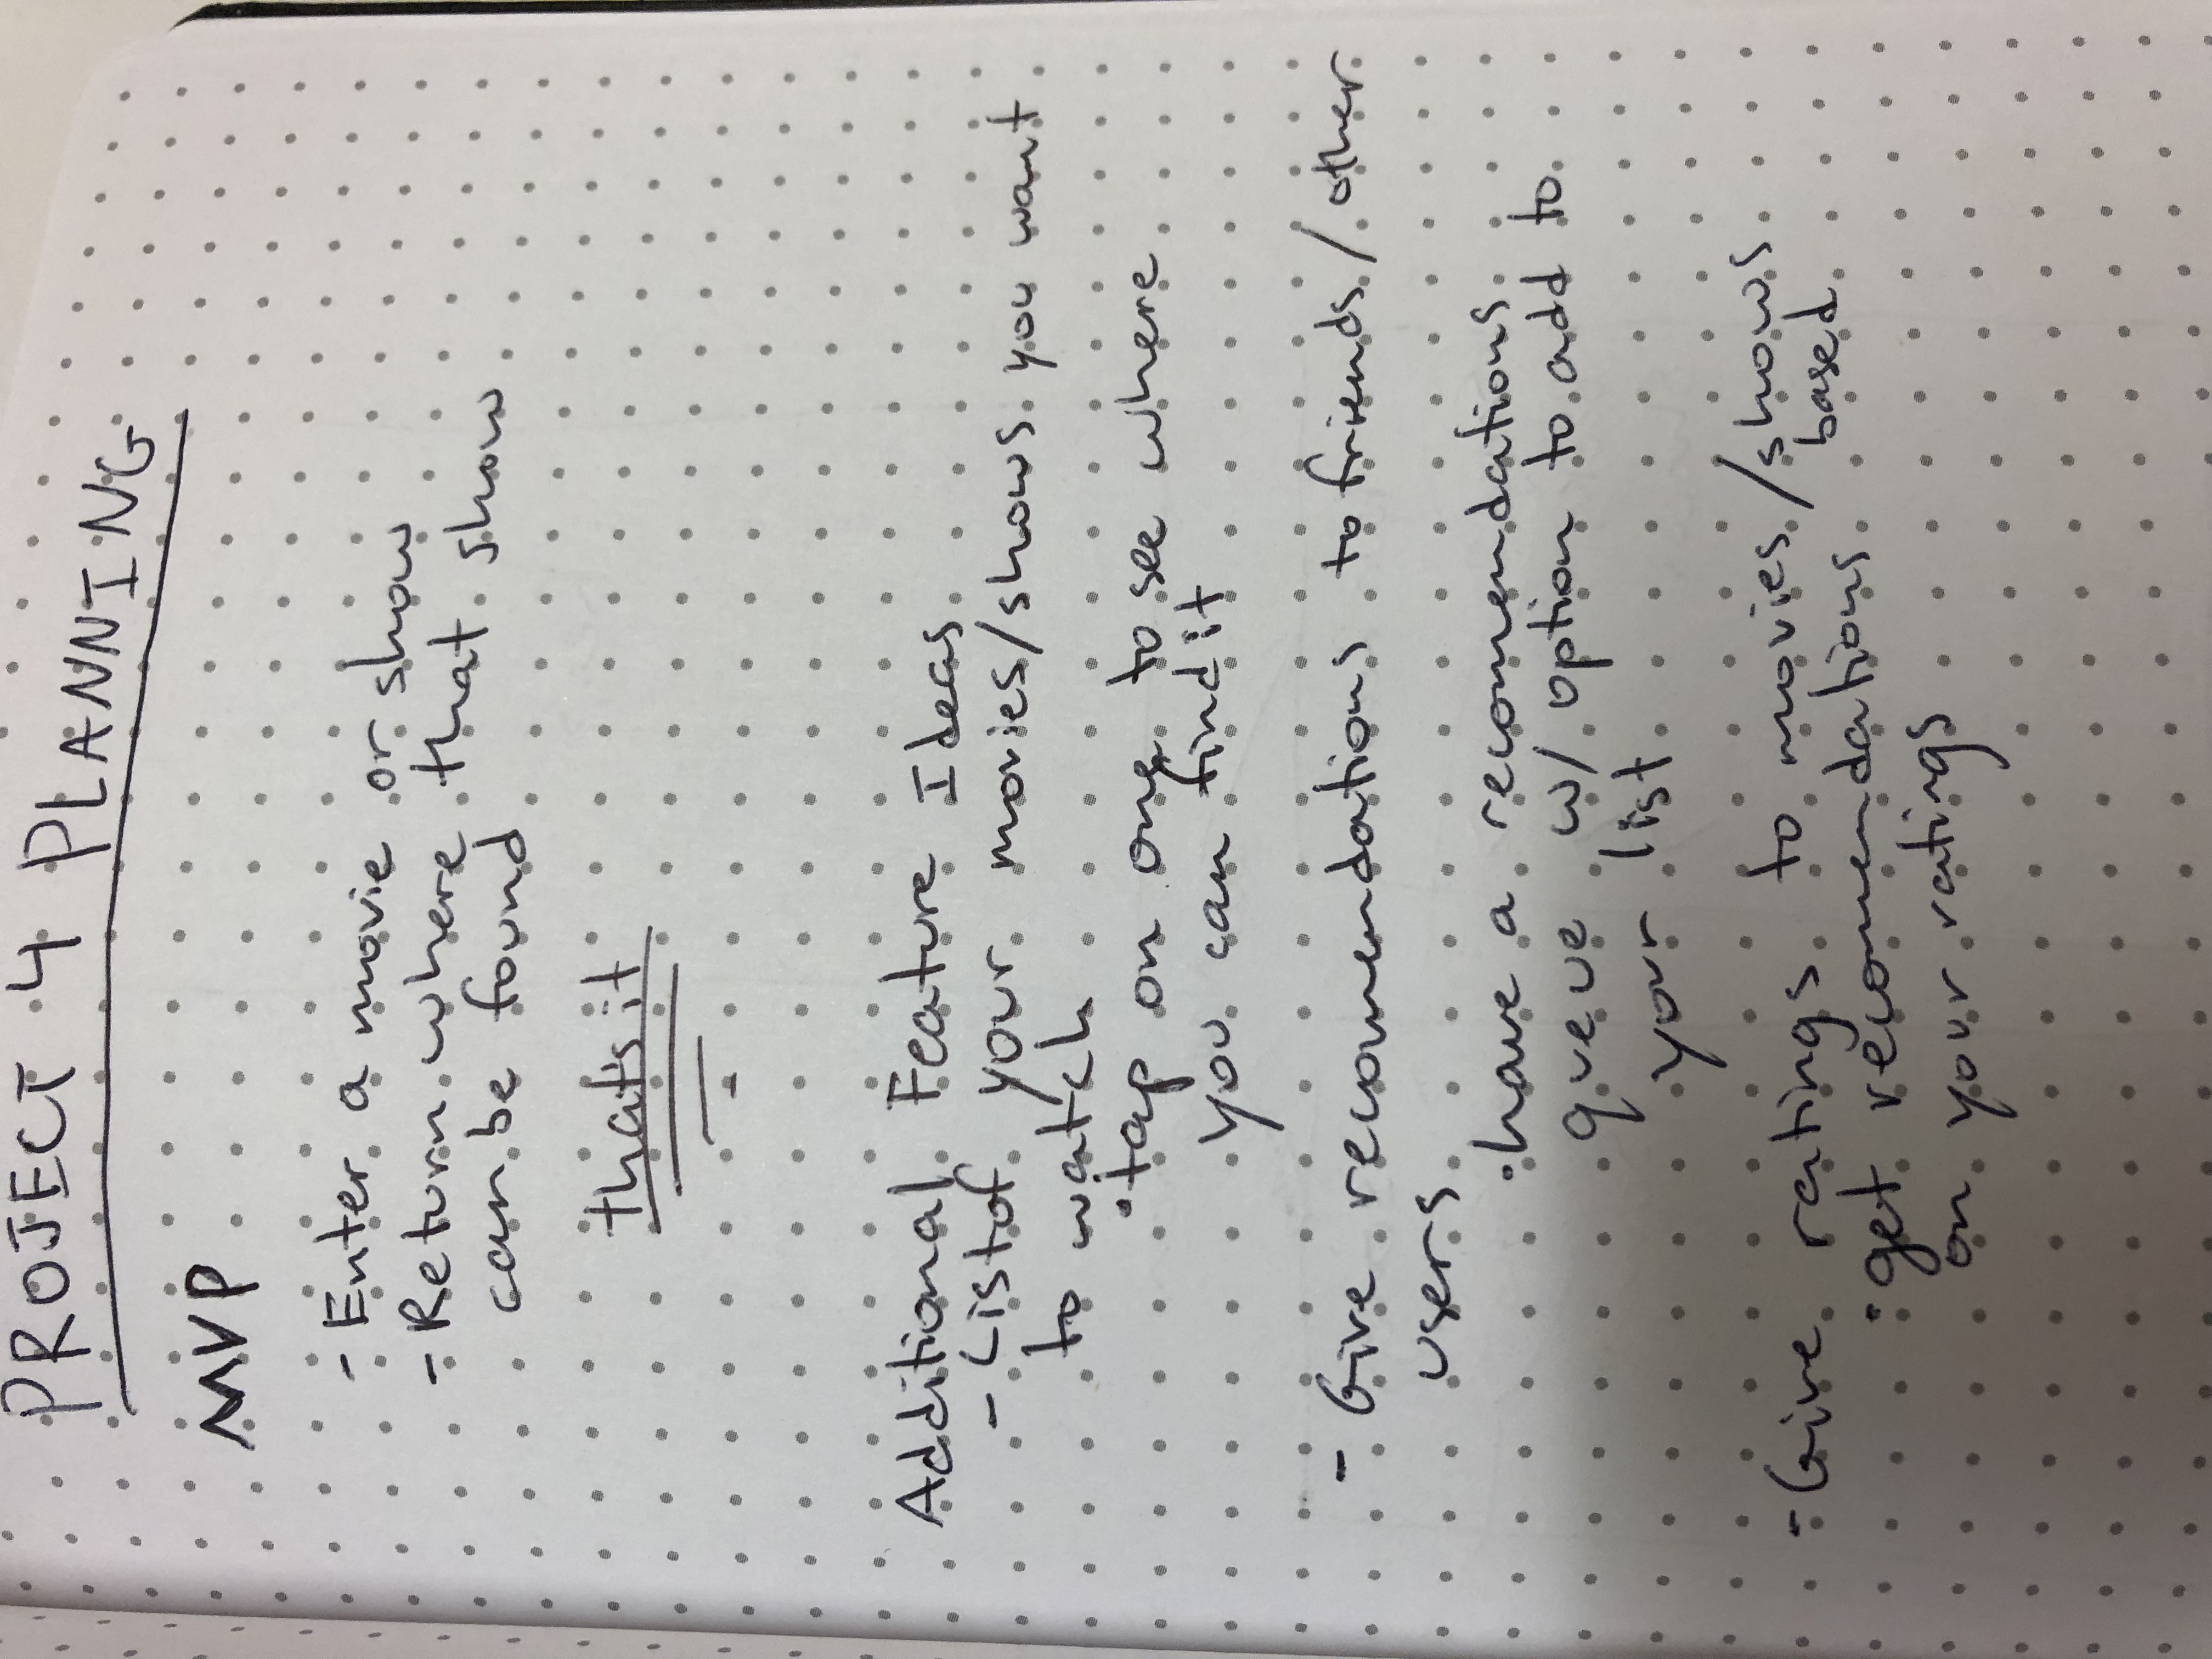 PROJECT 4 PLANNING
MVP
- Enter a movie or show
- Return where that show
can be found
that's it
Additional Feature Ideas
- List of your movies/shows you want
to watch
• tap on one to see where
you can find it
- Give recomendations to friends/other
users
• have a recomendations
queue w/ option to add to
your list
- Give ratings to movies/shows
• get recomendations based
on your ratings